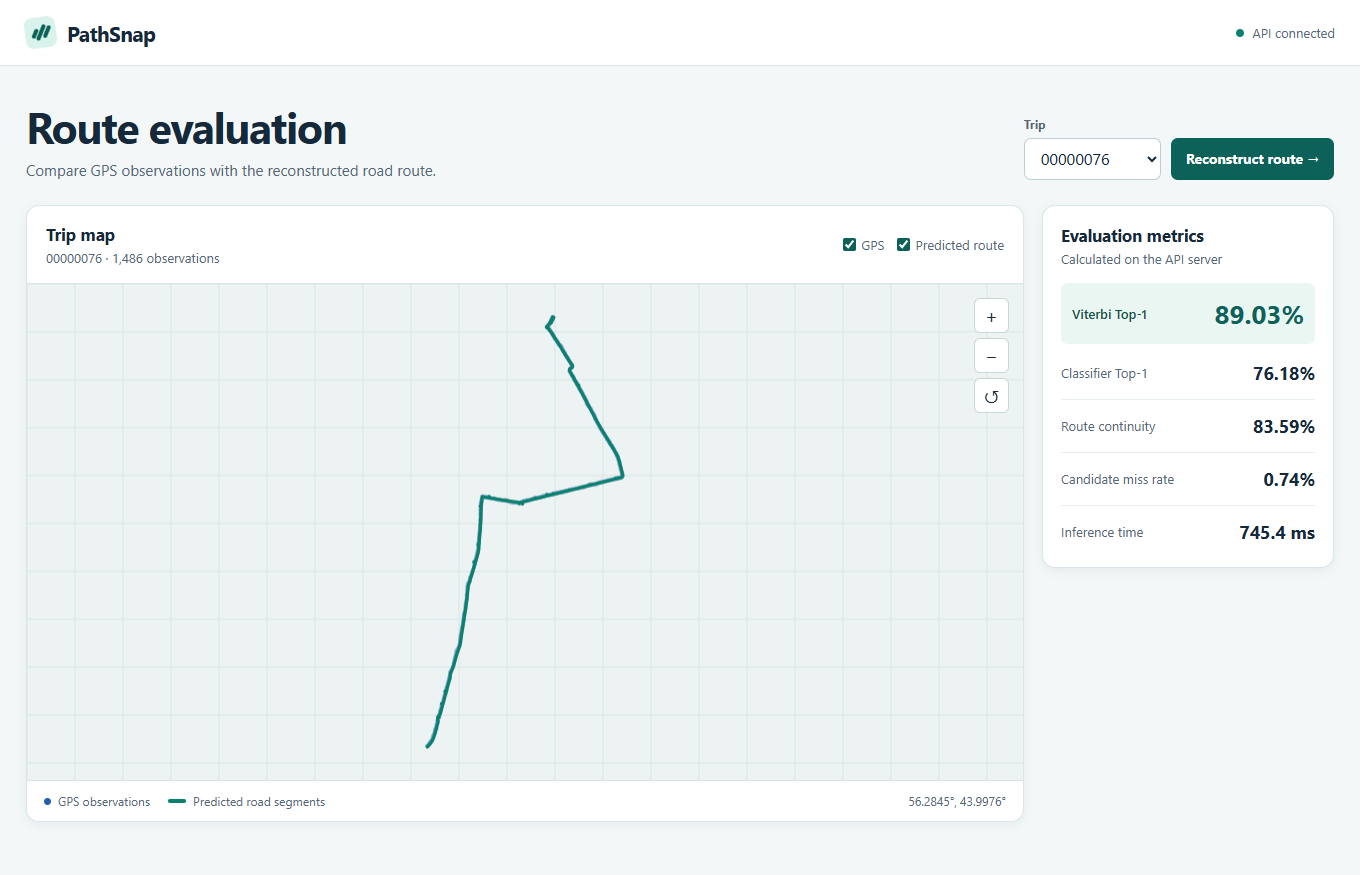 PathSnap
API connected
Route evaluation
Compare GPS observations with the reconstructed road route.
Trip
00000076
Reconstruct route →
Trip map
00000076 · 1,486 observations
GPS
Predicted route
+
−
↺
GPS observations
Predicted road segments
56.2845°, 43.9976°
Evaluation metrics
Calculated on the API server
Viterbi Top-1 89.03%
Classifier Top-1 76.18%
Route continuity 83.59%
Candidate miss rate 0.74%
Inference time 745.4 ms